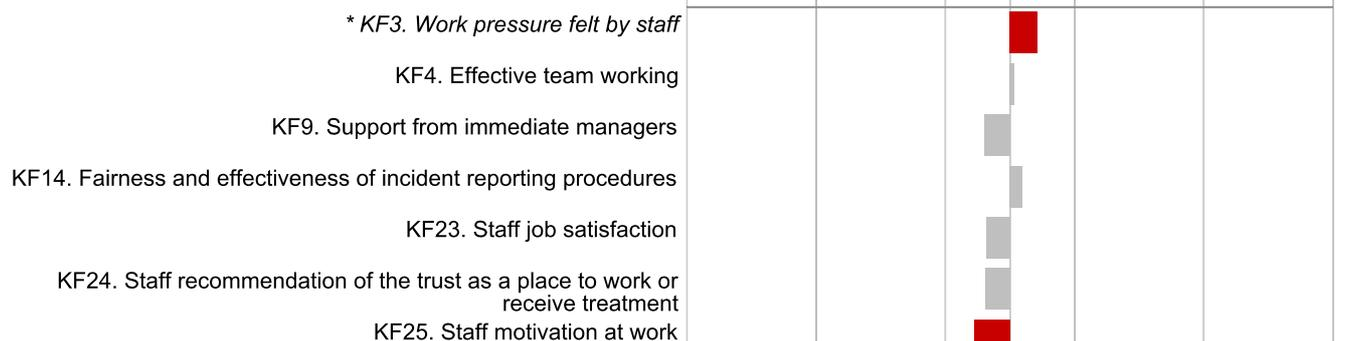 * KF3. Work pressure felt by staff
KF4. Effective team working
KF9. Support from immediate managers
KF14. Fairness and effectiveness of incident reporting procedures
KF23. Staff job satisfaction
KF24. Staff recommendation of the trust as a place to work or
receive treatment
KF25. Staff motivation at work